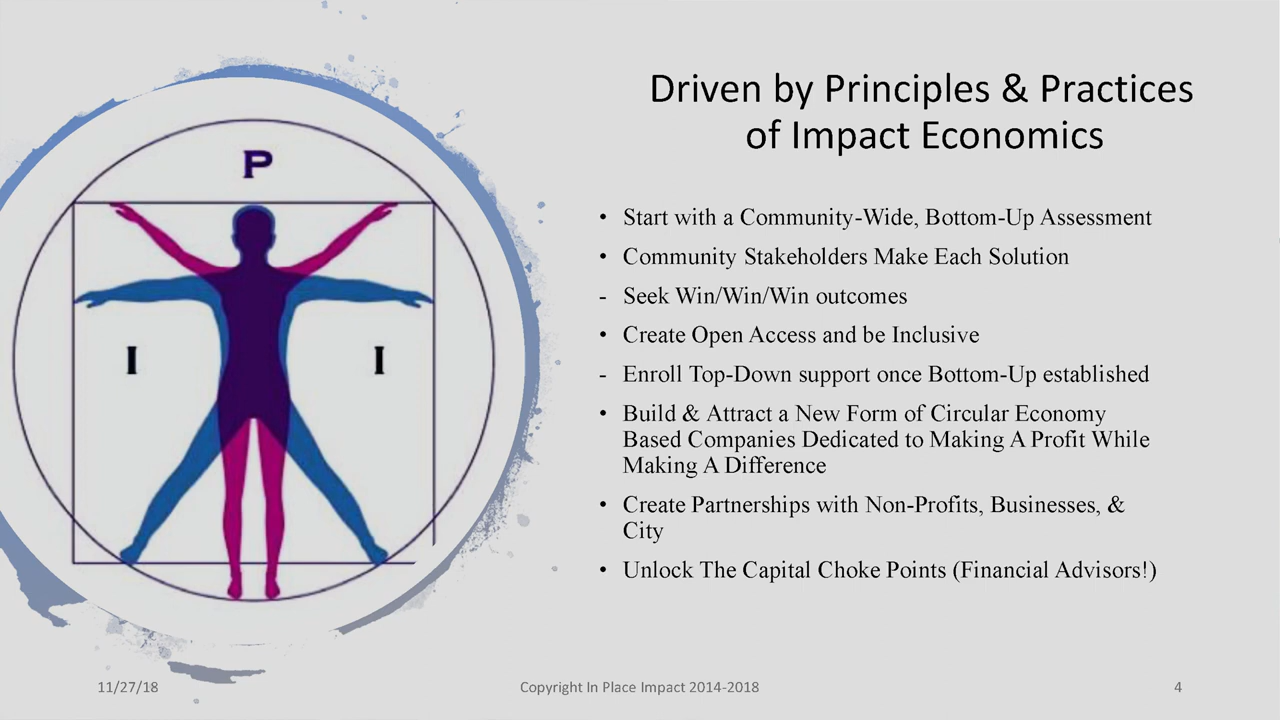 P
I
I
Driven by Principles & Practices
of Impact Economics
• Start with a Community-Wide, Bottom-Up Assessment
• Community Stakeholders Make Each Solution
- Seek Win/Win/Win outcomes
• Create Open Access and be Inclusive
- Enroll Top-Down support once Bottom-Up established
• Build & Attract a New Form of Circular Economy
Based Companies Dedicated to Making A Profit While
Making A Difference
• Create Partnerships with Non-Profits, Businesses, &
City
• Unlock The Capital Choke Points (Financial Advisors!)
11/27/18
Copyright In Place Impact 2014-2018
4